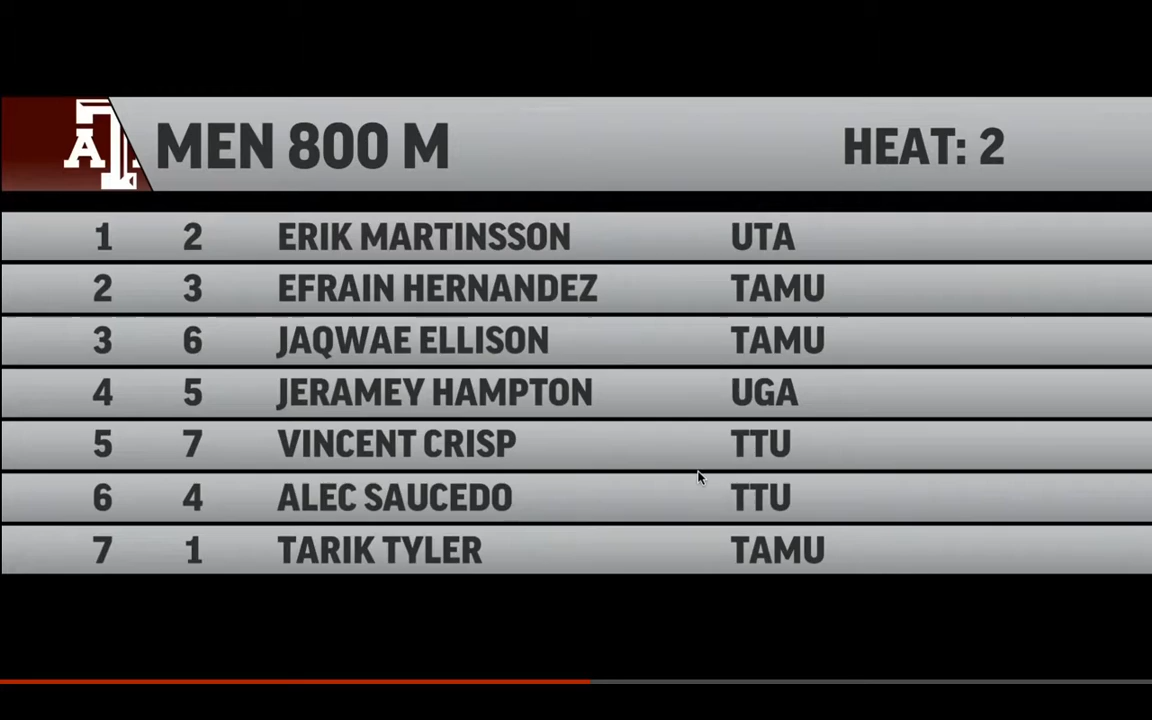 MEN 800 M HEAT: 2
1 2 ERIK MARTINSSON UTA
2 3 EFRAIN HERNANDEZ TAMU
3 6 JAQWAE ELLISON TAMU
4 5 JERAMEY HAMPTON UGA
5 7 VINCENT CRISP TTU
6 4 ALEC SAUCEDO TTU
7 1 TARIK TYLER TAMU